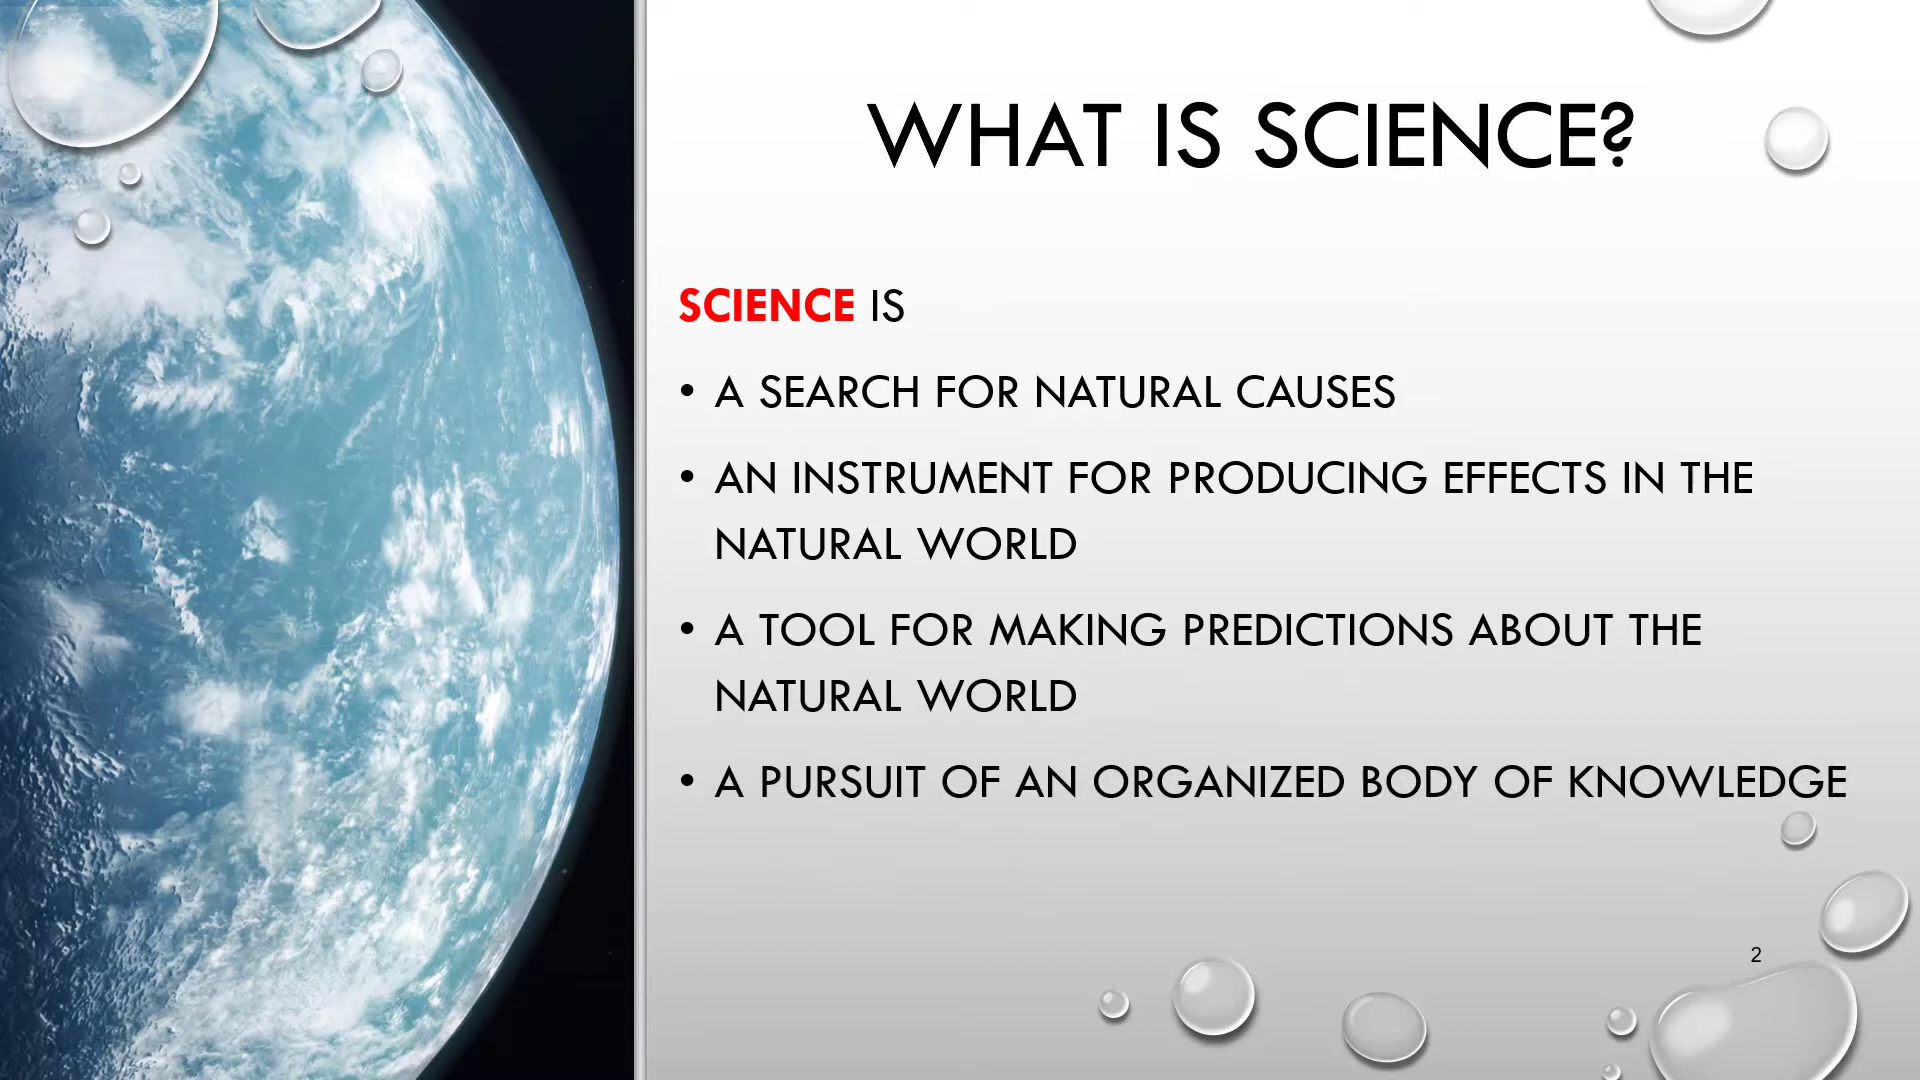 WHAT IS SCIENCE?
SCIENCE IS
• A SEARCH FOR NATURAL CAUSES
• AN INSTRUMENT FOR PRODUCING EFFECTS IN THE
NATURAL WORLD
• A TOOL FOR MAKING PREDICTIONS ABOUT THE
NATURAL WORLD
• A PURSUIT OF AN ORGANIZED BODY OF KNOWLEDGE
2